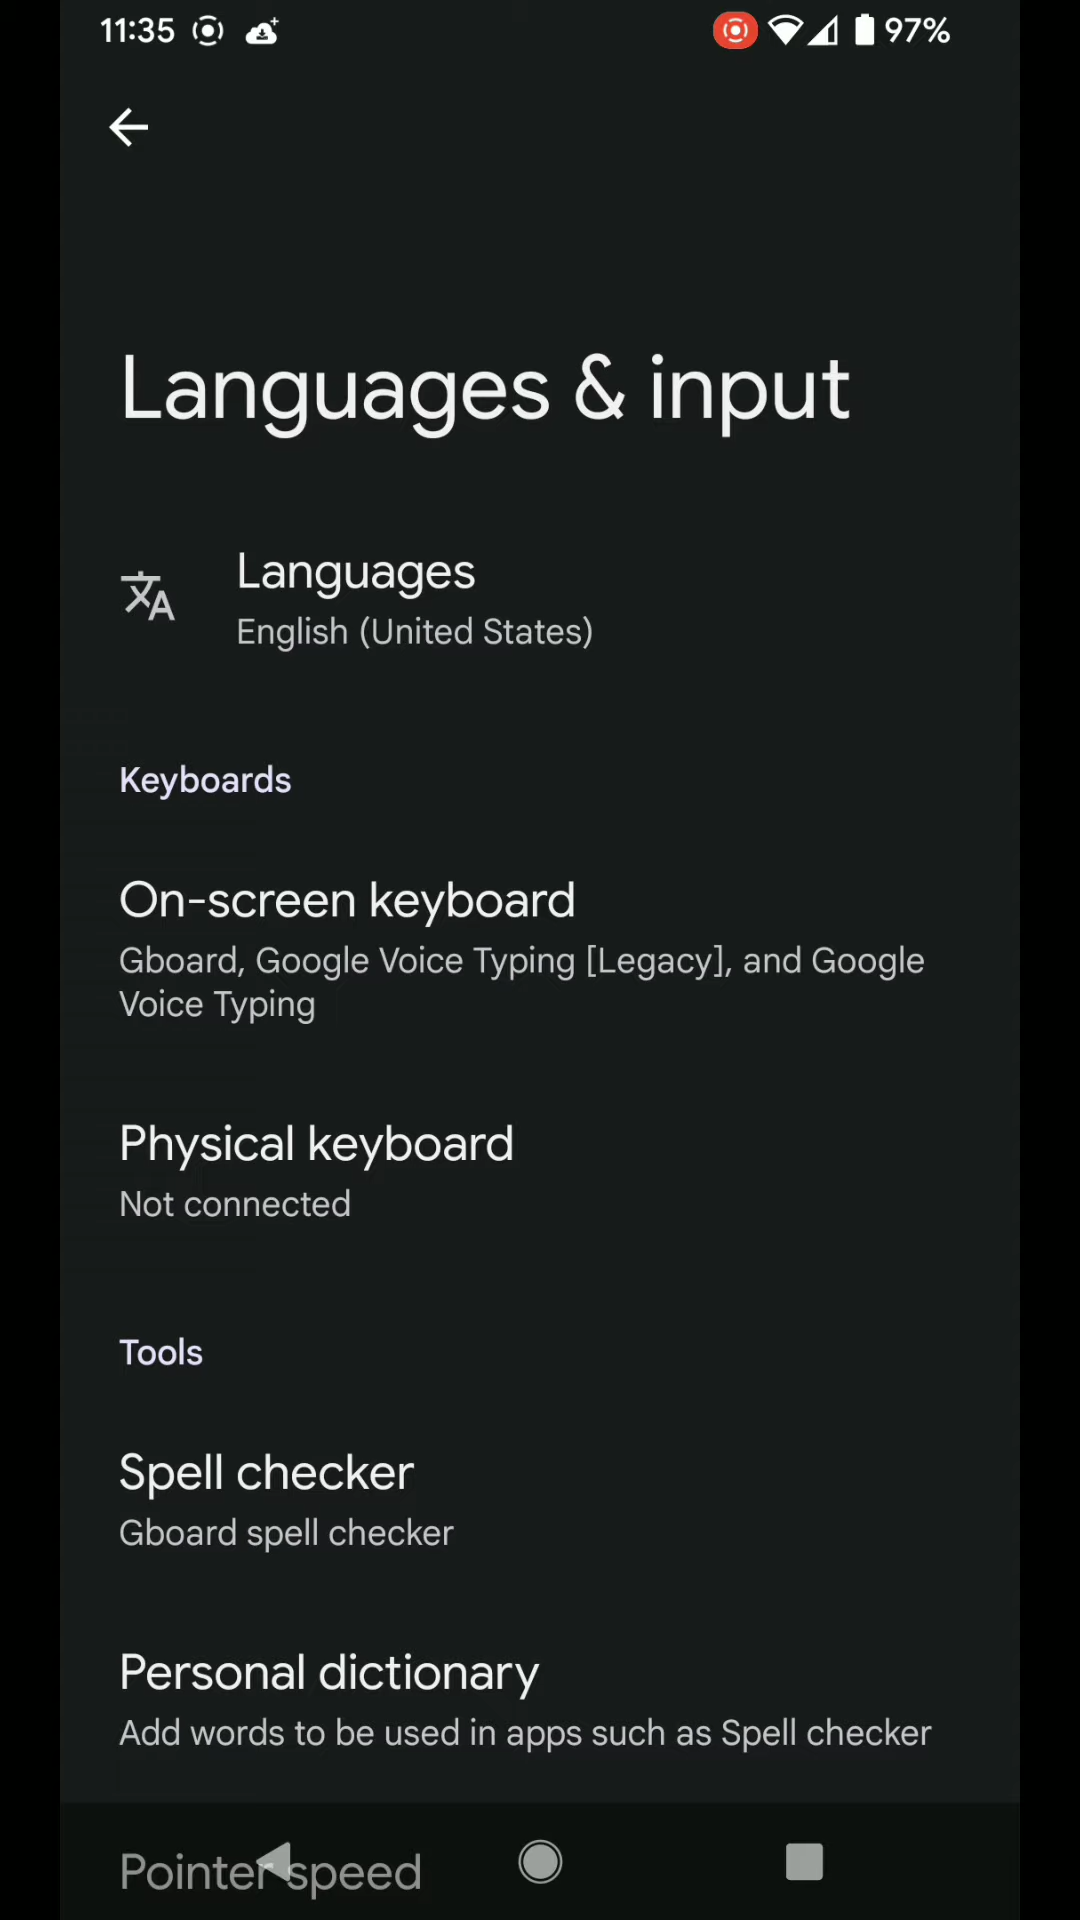 11:35 97%
Languages & input
Languages
English (United States)
Keyboards
On-screen keyboard
Gboard, Google Voice Typing [Legacy], and Google
Voice Typing
Physical keyboard
Not connected
Tools
Spell checker
Gboard spell checker
Personal dictionary
Add words to be used in apps such as Spell checker
Pointer speed